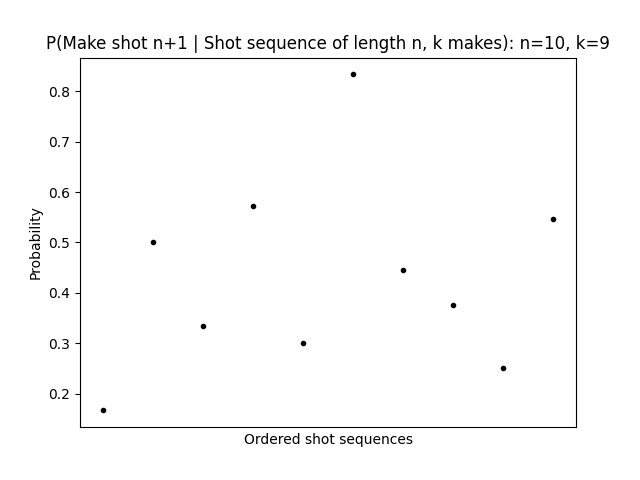 P(Make shot n+1 | Shot sequence of length n, k makes): n=10, k=9
0.8
0.7
0.6
0.5
0.4
0.3
0.2
Probability
Ordered shot sequences